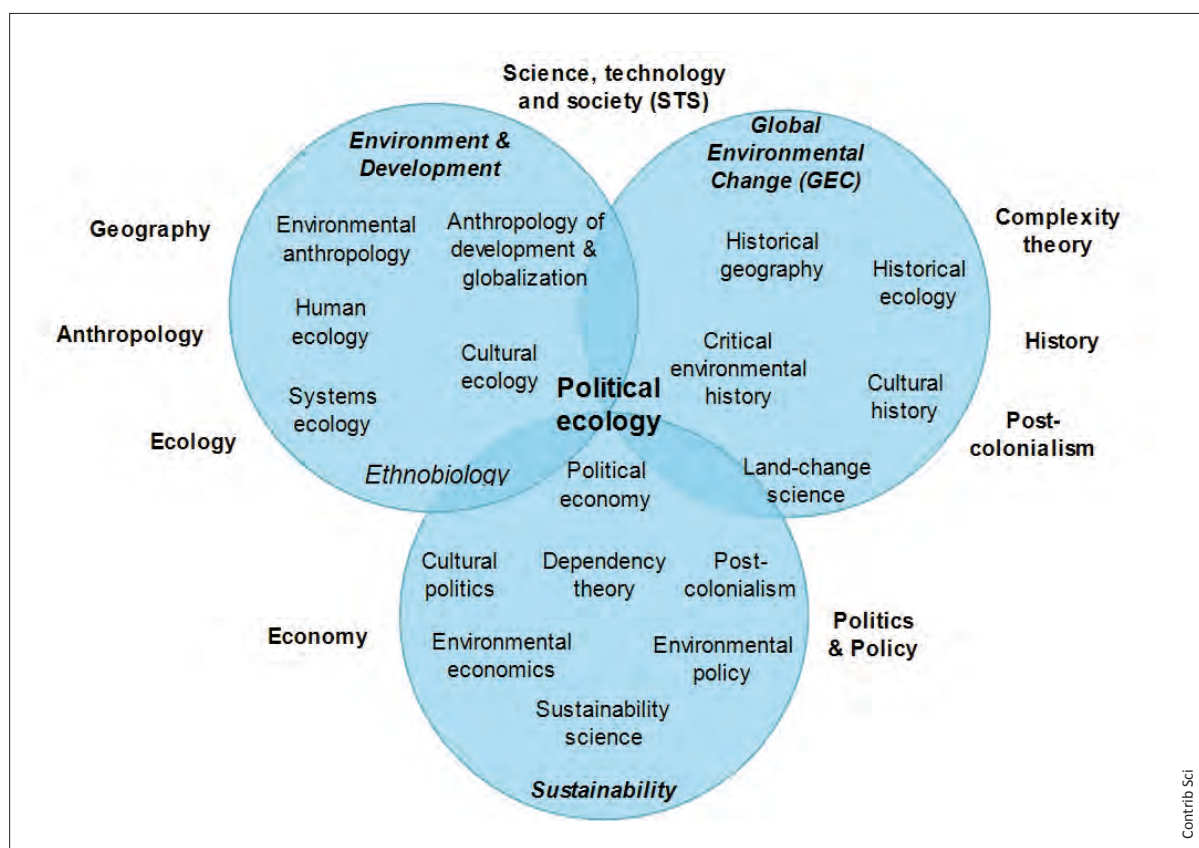 Science, technology
and society (STS)
Environment &
Development
Global
Environmental
Change (GEC)
Geography
Environmental
anthropology
Anthropology of
development &
globalization
Historical
geography
Historical
ecology
Complexity
theory
Anthropology
Human
ecology
Cultural
ecology
Critical
environmental
history
Cultural
history
History
Ecology
Systems
ecology
Political
ecology
Post-
colonialism
Ethnobiology
Political
economy
Land-change
science
Cultural
politics
Dependency
theory
Post-
colonialism
Economy
Environmental
economics
Environmental
policy
Politics
& Policy
Sustainability
science
Sustainability
Contrib Sci